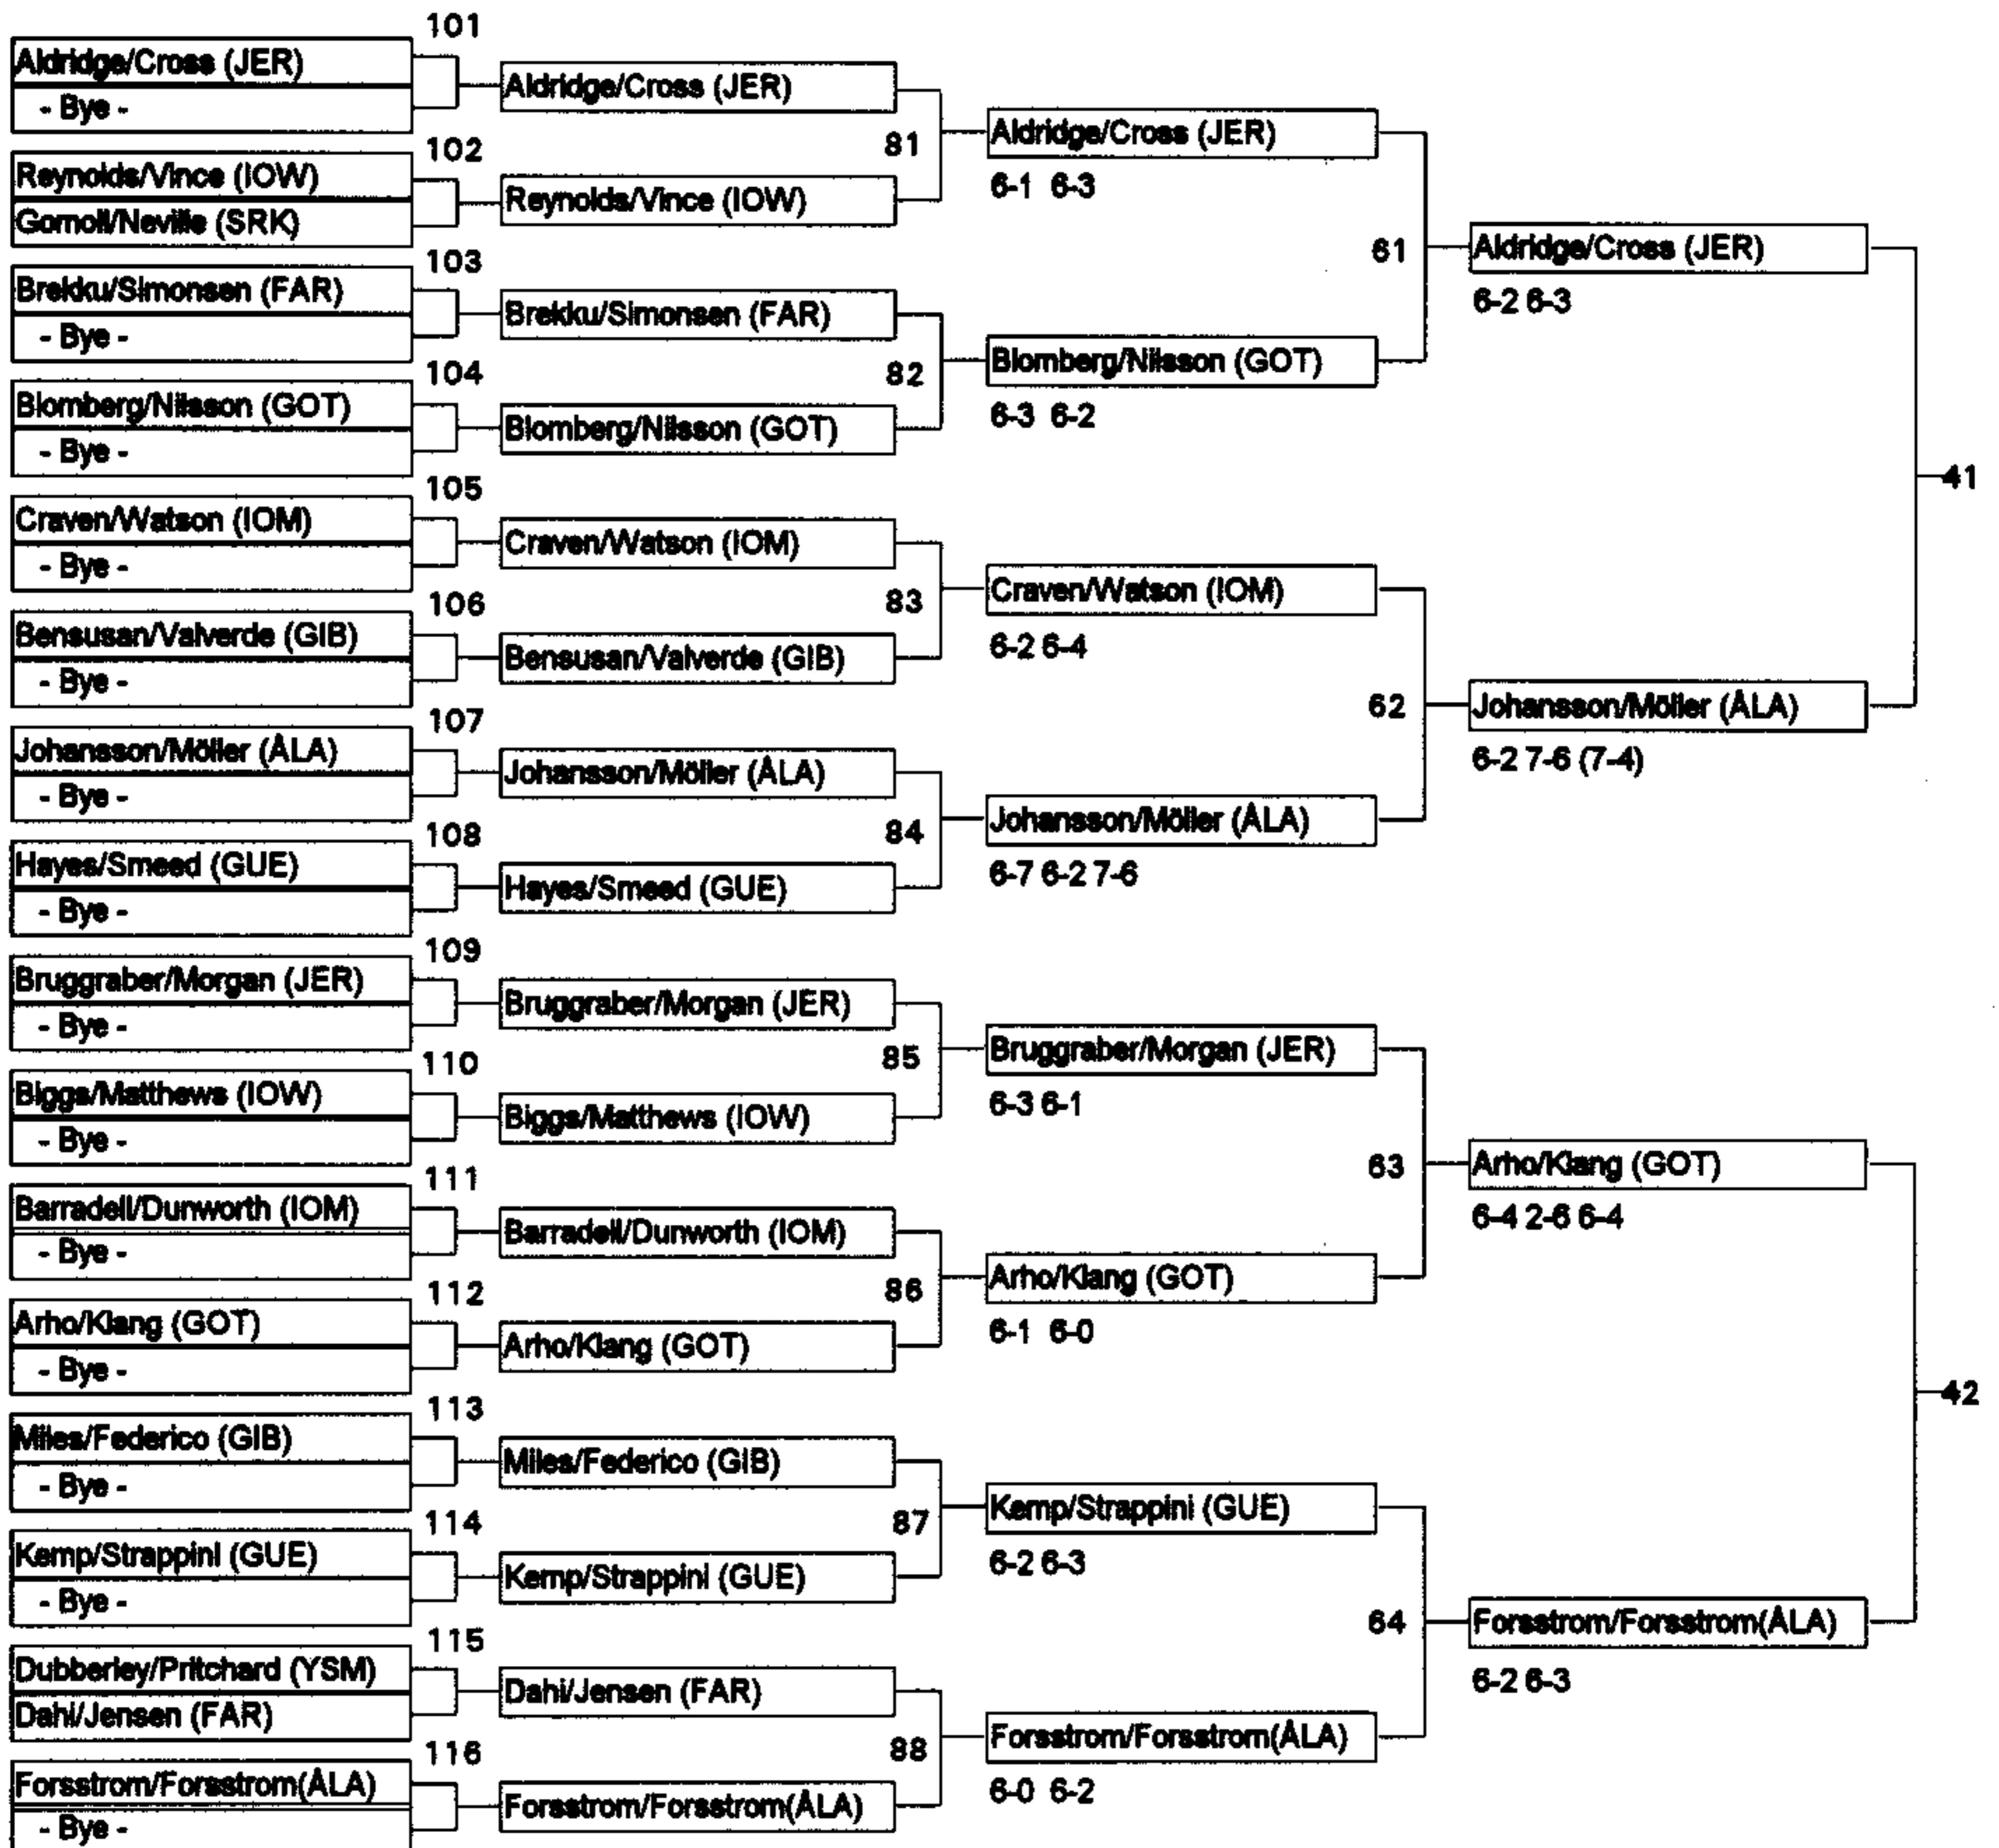 101
Aldridge/Cross (JER)
- Bye -
102
Reynolds/Vince (IOW)
Gomoll/Neville (SRK)
103
Brekku/Simonsen (FAR)
- Bye -
104
Blomberg/Nilsson (GOT)
- Bye -
105
Craven/Watson (IOM)
- Bye -
106
Bensusan/Valverde (GIB)
- Bye -
107
Johansson/Möller (ÅLA)
- Bye -
108
Hayes/Smeed (GUE)
- Bye -
109
Bruggraber/Morgan (JER)
- Bye -
110
Biggs/Matthews (IOW)
- Bye -
111
Barradell/Dunworth (IOM)
- Bye -
112
Arho/Klang (GOT)
- Bye -
113
Miles/Federico (GIB)
- Bye -
114
Kemp/Strappini (GUE)
- Bye -
115
Dubberley/Pritchard (YSM)
Dahl/Jensen (FAR)
116
Forsstrom/Forsstrom(ÅLA)
- Bye -
Aldridge/Cross (JER)
81
Reynolds/Vince (IOW)
Brekku/Simonsen (FAR)
82
Blomberg/Nilsson (GOT)
Craven/Watson (IOM)
83
Bensusan/Valverde (GIB)
Johansson/Möller (ÅLA)
84
Hayes/Smeed (GUE)
Bruggraber/Morgan (JER)
85
Biggs/Matthews (IOW)
Barradell/Dunworth (IOM)
86
Arho/Klang (GOT)
Miles/Federico (GIB)
87
Kemp/Strappini (GUE)
Dahl/Jensen (FAR)
88
Forsstrom/Forsstrom(ÅLA)
Aldridge/Cross (JER)
6-1 6-3
61
Blomberg/Nilsson (GOT)
6-3 6-2
Craven/Watson (IOM)
6-2 6-4
62
Johansson/Möller (ÅLA)
6-7 6-2 7-6
Bruggraber/Morgan (JER)
6-3 6-1
63
Arho/Klang (GOT)
6-1 6-0
Kemp/Strappini (GUE)
6-2 6-3
64
Forsstrom/Forsstrom(ÅLA)
6-0 6-2
Aldridge/Cross (JER)
6-2 6-3
41
Johansson/Möller (ÅLA)
6-2 7-6 (7-4)
Arho/Klang (GOT)
6-4 2-6 6-4
42
Forsstrom/Forsstrom(ÅLA)
6-2 6-3